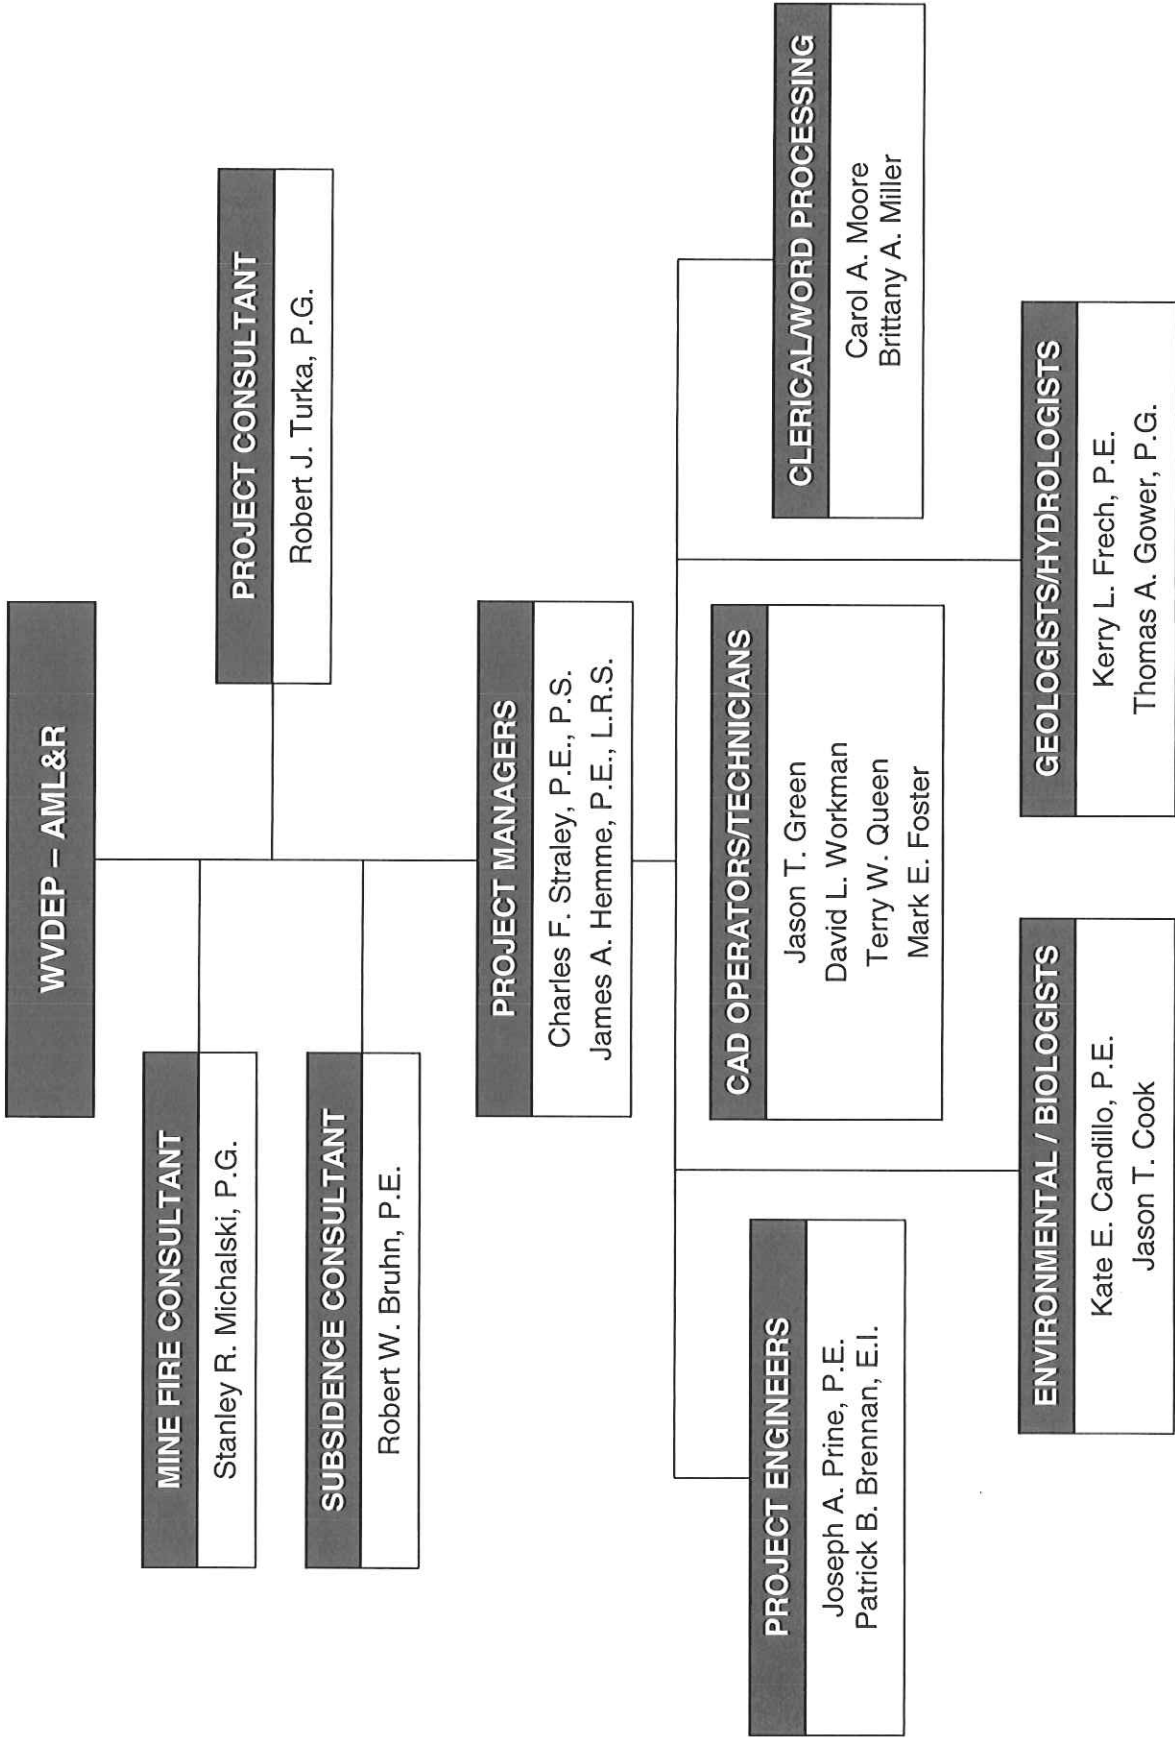 WVDEP – AML&R
MINE FIRE CONSULTANT
Stanley R. Michalski, P.G.
PROJECT CONSULTANT
Robert J. Turka, P.G.
SUBSIDENCE CONSULTANT
Robert W. Bruhn, P.E.
PROJECT MANAGERS
Charles F. Straley, P.E., P.S.
James A. Hemme, P.E., L.R.S.
PROJECT ENGINEERS
Joseph A. Prine, P.E.
Patrick B. Brennan, E.I.
CAD OPERATORS/TECHNICIANS
Jason T. Green
David L. Workman
Terry W. Queen
Mark E. Foster
CLERICAL/WORD PROCESSING
Carol A. Moore
Brittany A. Miller
ENVIRONMENTAL / BIOLOGISTS
Kate E. Candillo, P.E.
Jason T. Cook
GEOLOGISTS/HYDROLOGISTS
Kerry L. Frech, P.E.
Thomas A. Gower, P.G.